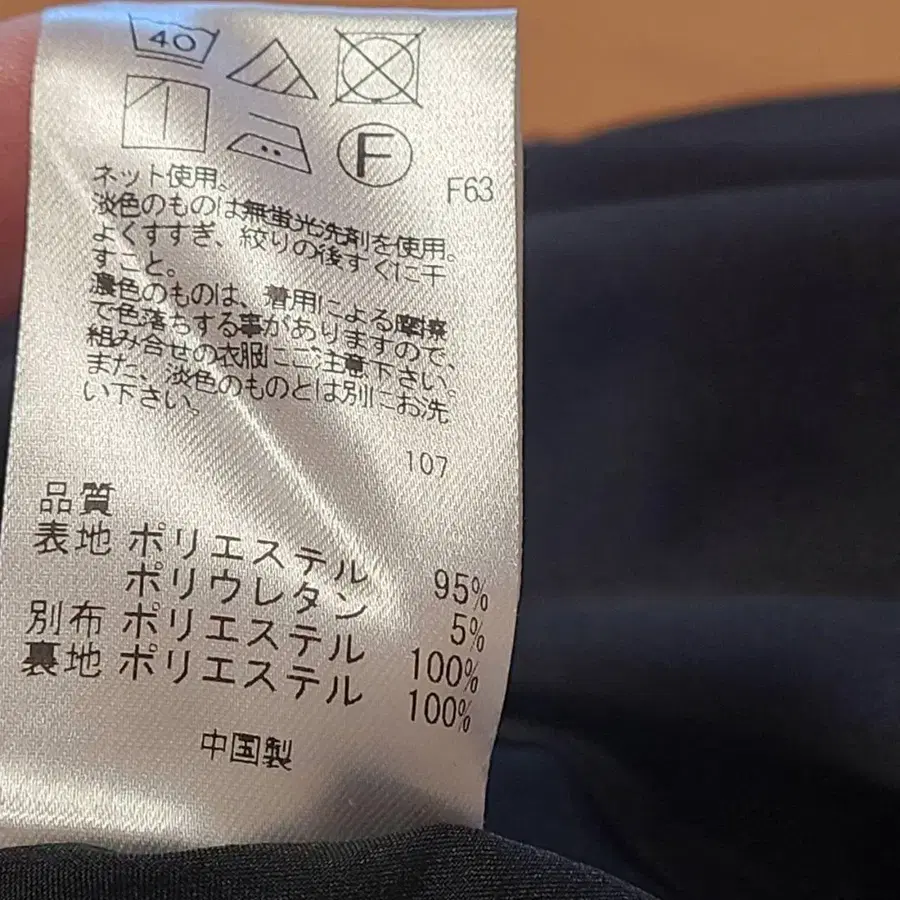 40
F
F63
ネット使用。
淡色のものは無蛍光洗剤を使用。
よくすすぎ、絞りの後すぐに干
すこと。
濃色のものは、着用による摩擦
で色落ちする事がありますので、
組み合せの衣服にご注意下さい。
また、淡色のものとは別にお洗
い下さい。
107
品質
表地 ポリエステル 95%
ポリウレタン 5%
別布 ポリエステル 100%
裏地 ポリエステル 100%
中国製